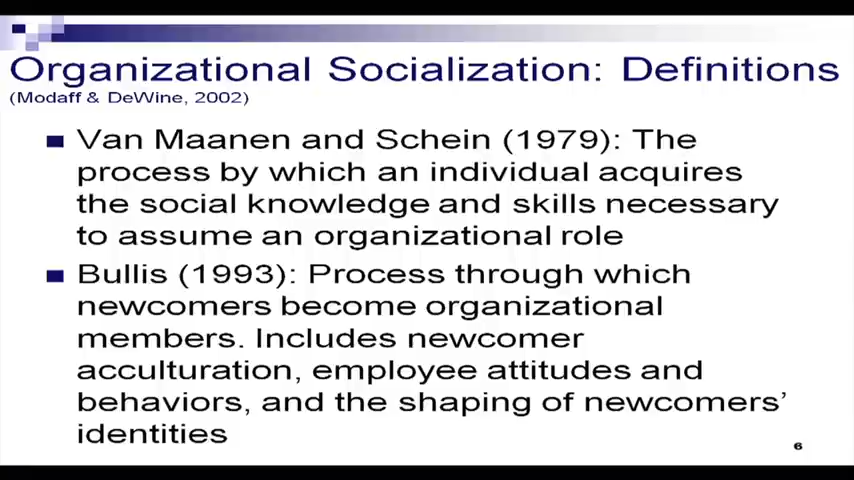 Organizational Socialization: Definitions
(Modaff & DeWine, 2002)
Van Maanen and Schein (1979): The
process by which an individual acquires
the social knowledge and skills necessary
to assume an organizational role
Bullis (1993): Process through which
newcomers become organizational
members. Includes newcomer
acculturation, employee attitudes and
behaviors, and the shaping of newcomers’
identities
6